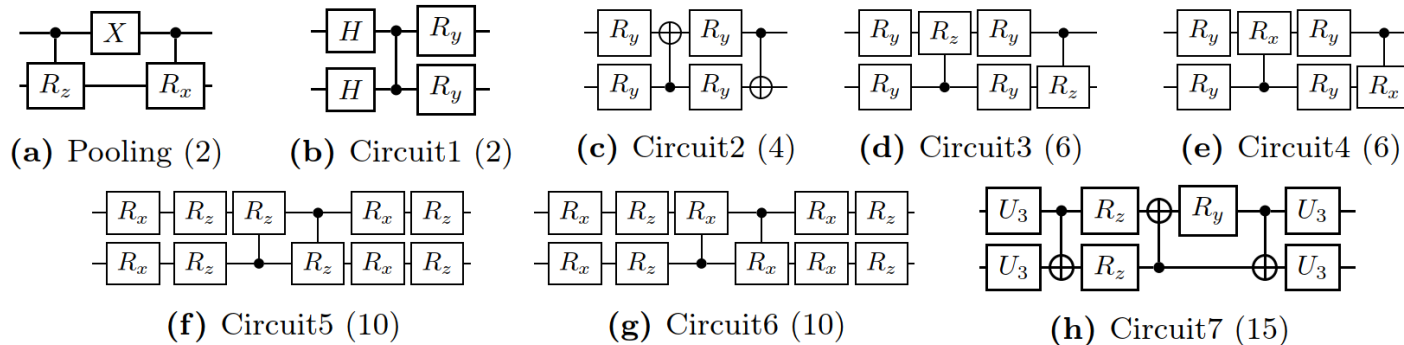 X H R_y R_y R_y R_y R_z R_y R_y R_x R_y
R_z R_x H R_y R_y R_y R_y R_y R_z R_y R_y R_x
(a) Pooling (2) (b) Circuit1 (2) (c) Circuit2 (4) (d) Circuit3 (6) (e) Circuit4 (6)
R_x R_z R_z R_x R_z R_x R_z R_x R_x R_z U_3 R_z R_y U_3
R_x R_z R_z R_x R_z R_x R_z R_x R_x R_z U_3 R_z U_3
(f) Circuit5 (10) (g) Circuit6 (10) (h) Circuit7 (15)